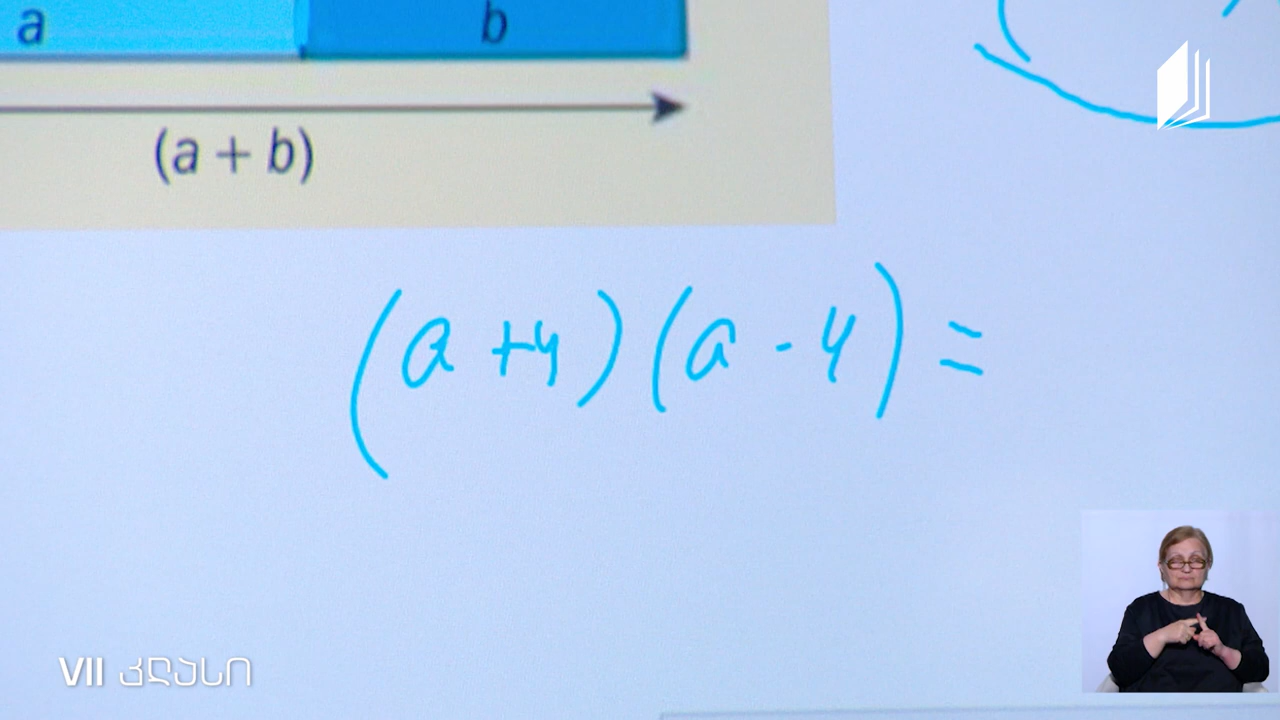 a b
(a + b)
(a + 4) (a - 4) =
VII კლასი